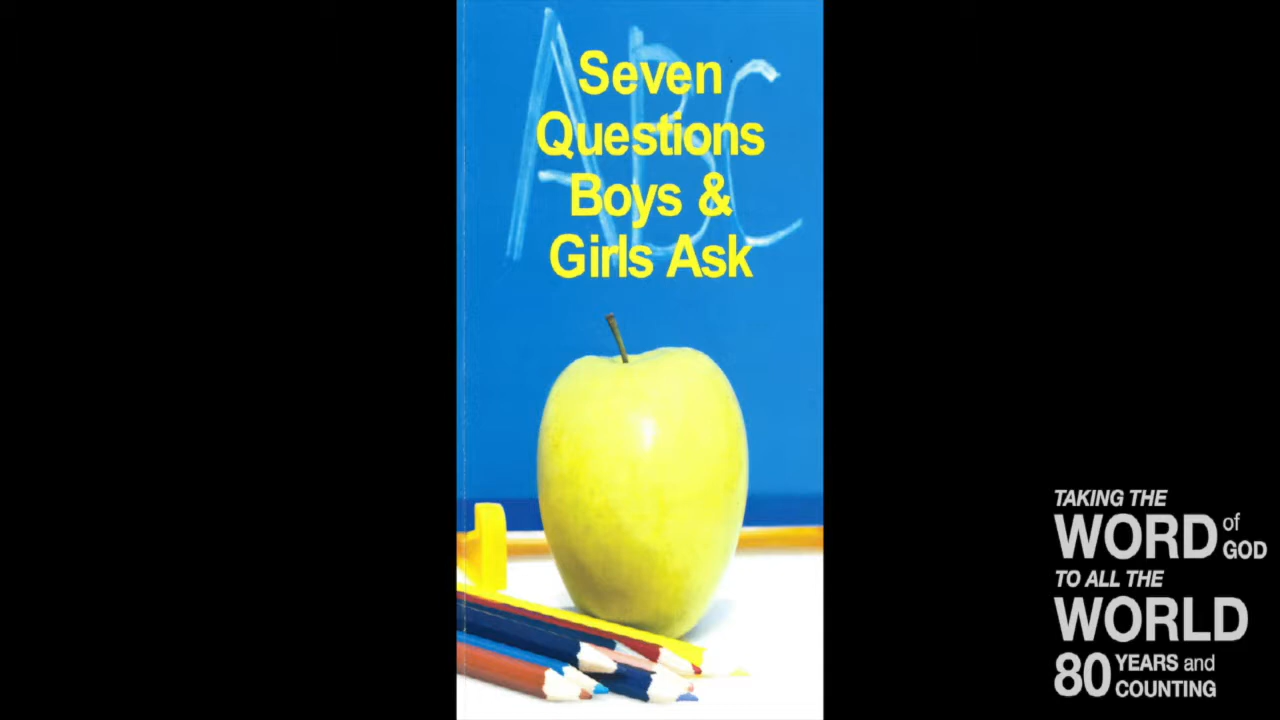 ABC
Seven
Questions
Boys &
Girls Ask
TAKING THE
WORD of GOD
TO ALL THE
WORLD
80 YEARS and COUNTING